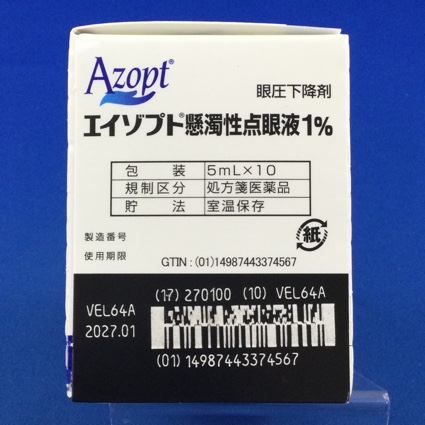 Azopt®
眼圧下降剤
エイゾプト®懸濁性点眼液1%
包装 5mL×10
規制区分 処方箋医薬品
貯法 室温保存
紙
製造番号
使用期限
GTIN : (01)14987443374567
(17) 270100 (10) VEL64A
VEL64A
2027.01
(01) 14987443374567